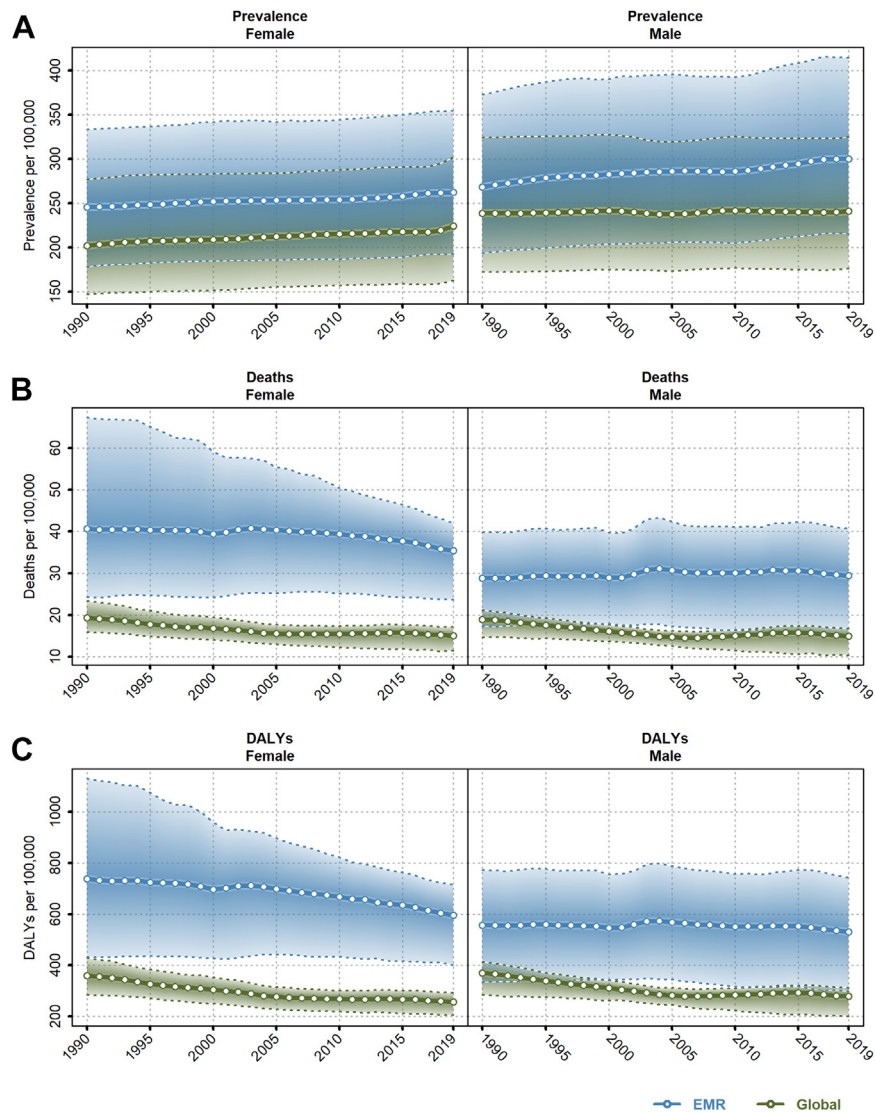 A
Prevalence
Female
Prevalence
Male
Prevalence per 100,000
400
350
300
250
200
150
1990
1995
2000
2005
2010
2015
2019
1990
1995
2000
2005
2010
2015
2019
B
Deaths
Female
Deaths
Male
Deaths per 100,000
60
50
40
30
20
10
1990
1995
2000
2005
2010
2015
2019
1990
1995
2000
2005
2010
2015
2019
C
DALYs
Female
DALYs
Male
DALYs per 100,000
1000
800
600
400
200
1990
1995
2000
2005
2010
2015
2019
1990
1995
2000
2005
2010
2015
2019
EMR
Global